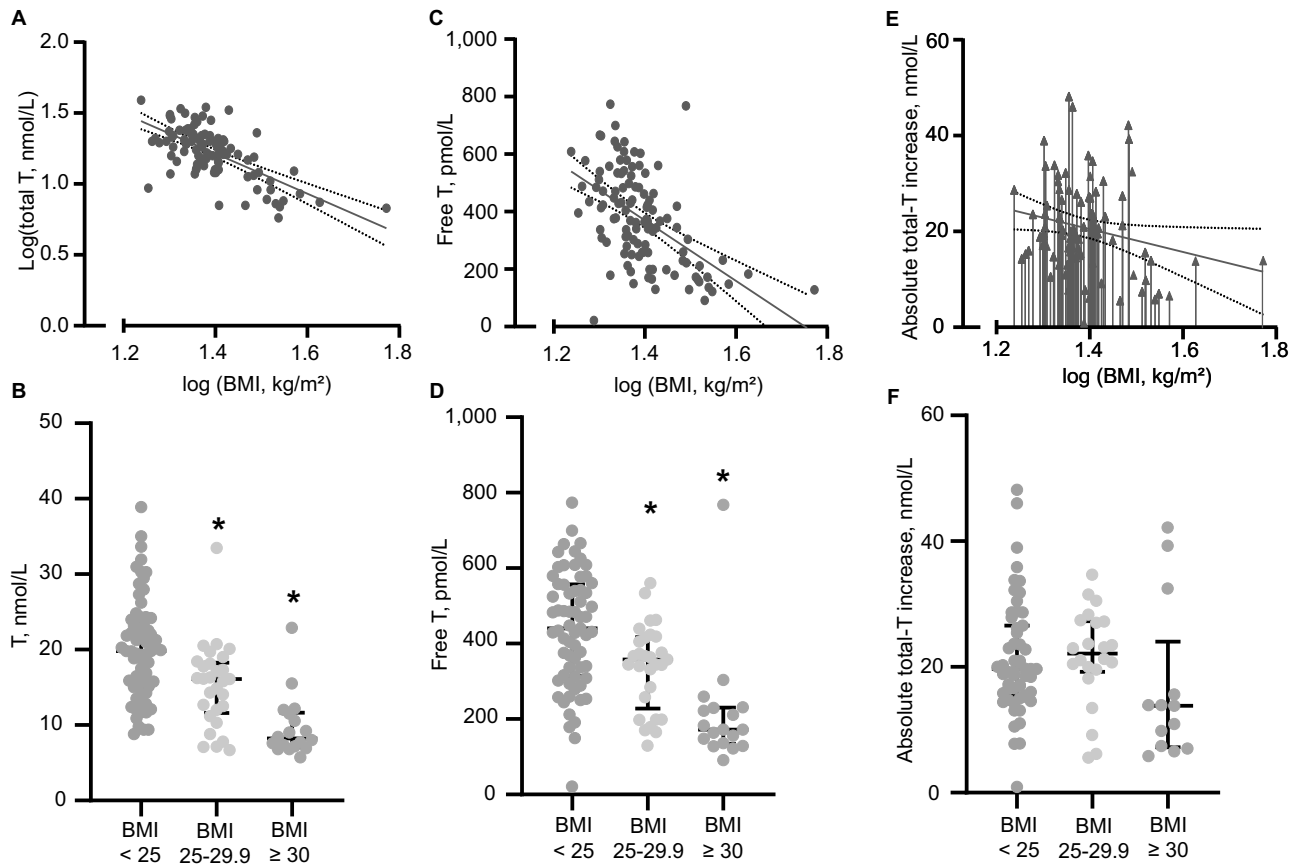 A
Log(total T, nmol/L)
2.0
1.5
1.0
0.5
0.0
1.2 1.4 1.6 1.8
log (BMI, kg/m²)
C
Free T, pmol/L
1,000
800
600
400
200
0
1.2 1.4 1.6 1.8
log (BMI, kg/m²)
E
Absolute total-T increase, nmol/L
60
40
20
0
1.2 1.4 1.6 1.8
log (BMI, kg/m²)
B
T, nmol/L
50
40
30
20
10
0
*
*
BMI BMI BMI
< 25 25-29.9 ≥ 30
D
Free T, pmol/L
1,000
800
600
400
200
0
*
*
BMI BMI BMI
< 25 25-29.9 ≥ 30
F
Absolute total-T increase, nmol/L
60
40
20
0
BMI BMI BMI
< 25 25-29.9 ≥ 30